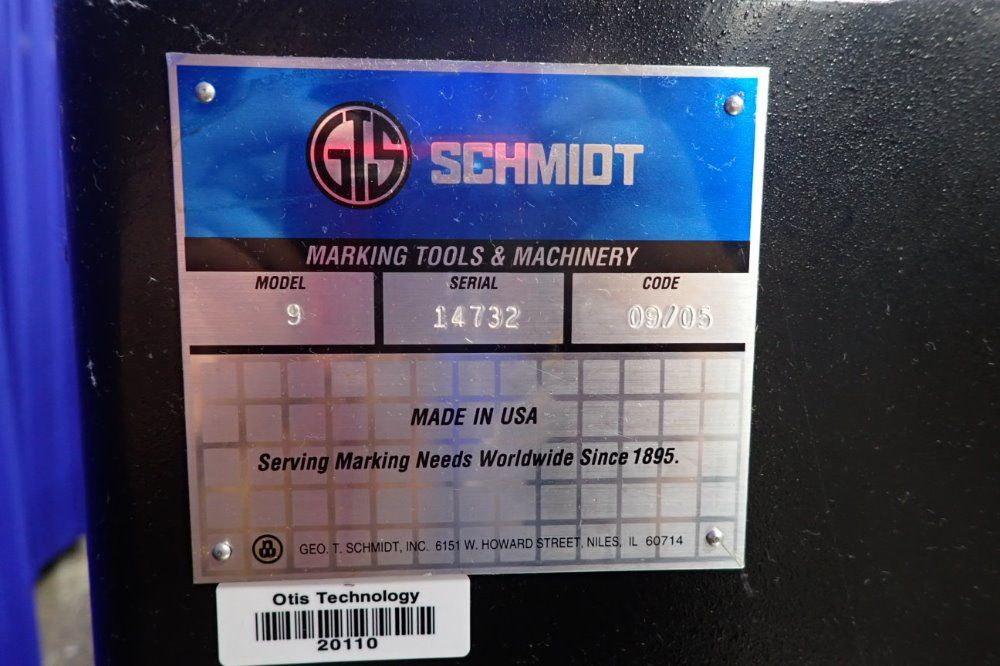 GTS SCHMIDT
MARKING TOOLS & MACHINERY
MODEL SERIAL CODE
9 14732 09/05
MADE IN USA
Serving Marking Needs Worldwide Since 1895.
GEO. T. SCHMIDT, INC. 6151 W. HOWARD STREET, NILES, IL 60714
Otis Technology
20110